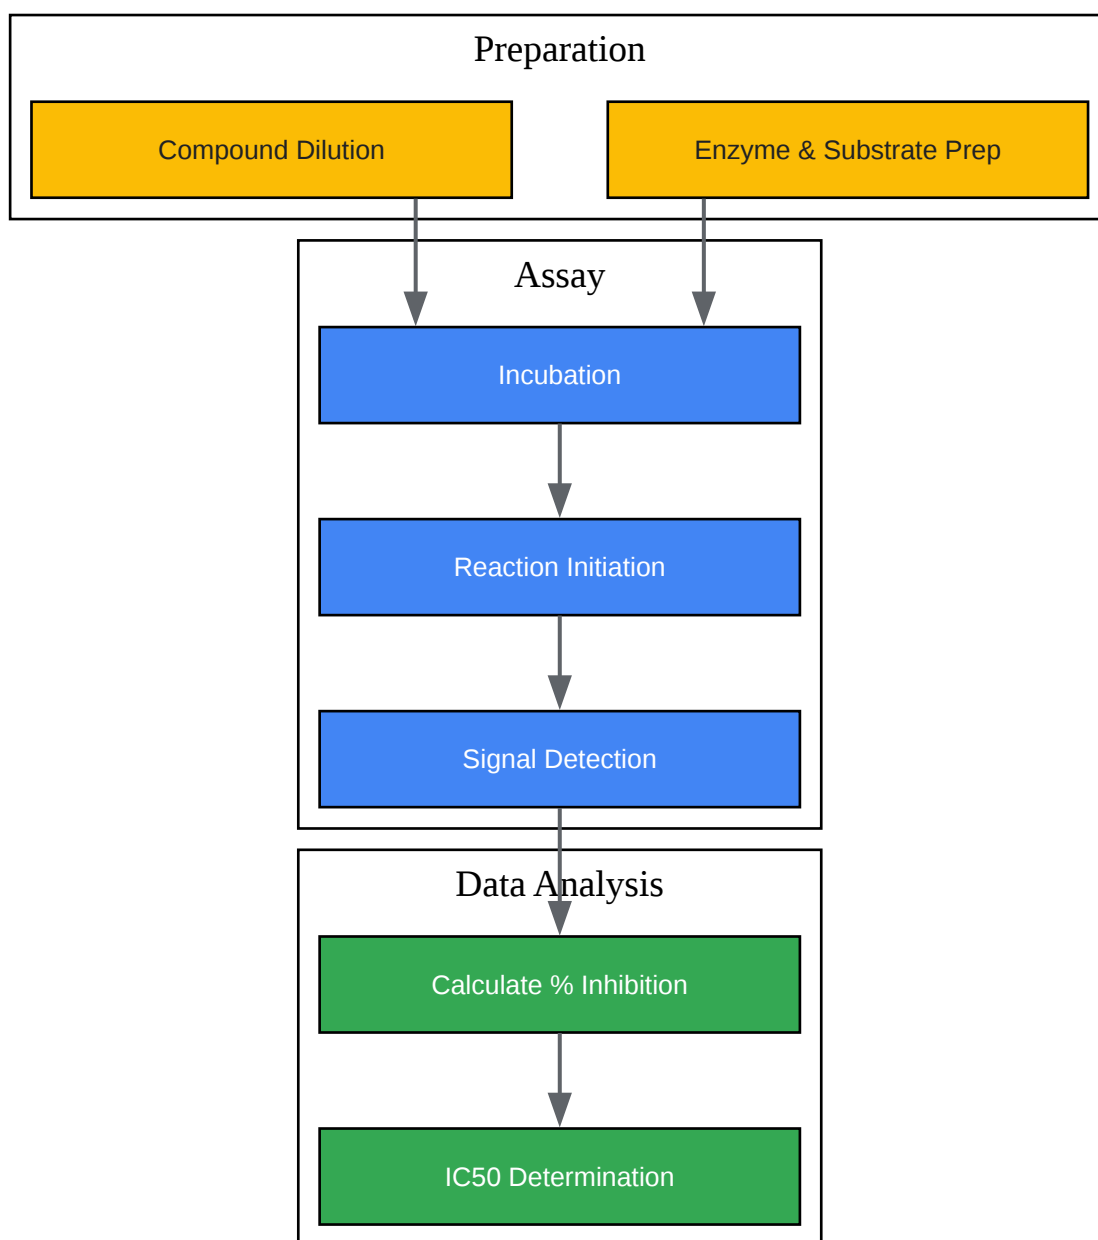 Preparation
Compound Dilution
Enzyme & Substrate Prep
Assay
Incubation
Reaction Initiation
Signal Detection
Data Analysis
Calculate % Inhibition
IC50 Determination